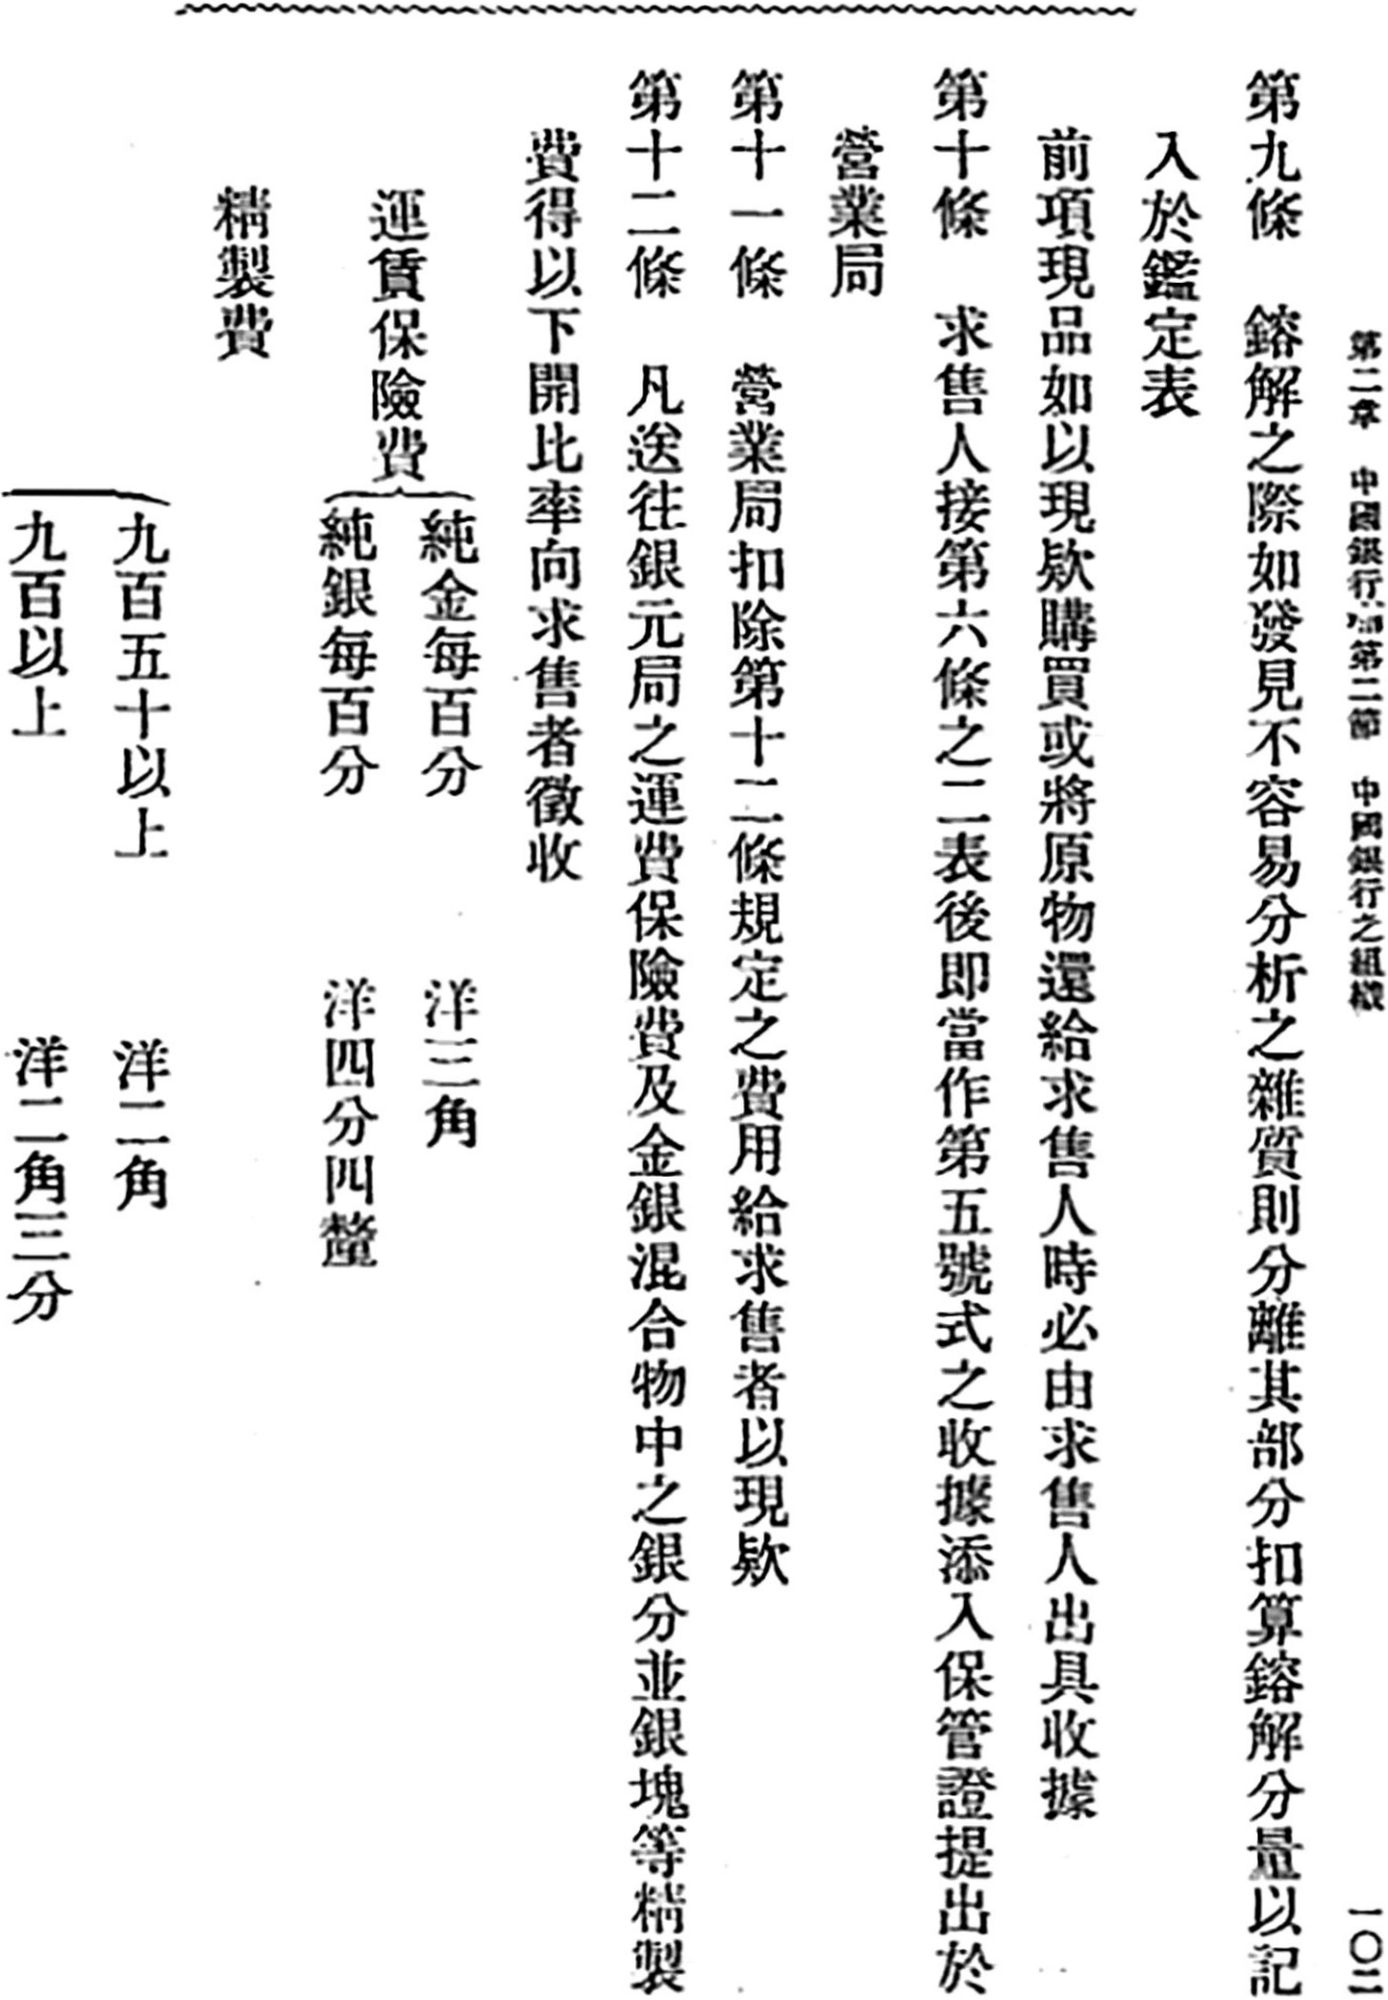 第二章　中國銀行　第二節　中國銀行之組織　一〇二
第九條　鎔解之際如發見不容易分析之雜質則分離其部分扣算鎔解分量以記
入於鑑定表
前項現品如以現欵購買或將原物還給求售人時必由求售人出具收據
第十條　求售人接第六條之二表後即當作第五號式之收據添入保管證提出於
營業局
第十一條　營業局扣除第十二條規定之費用給求售者以現欵
第十二條　凡送往銀元局之運費保險費及金銀混合物中之銀分並銀塊等精製
費得以下開比率向求售者徵收
運賃保險費
純金每百分　洋三角
純銀每百分　洋四分四釐
精製費
九百五十以上　洋二角
九百以上　洋二角三分